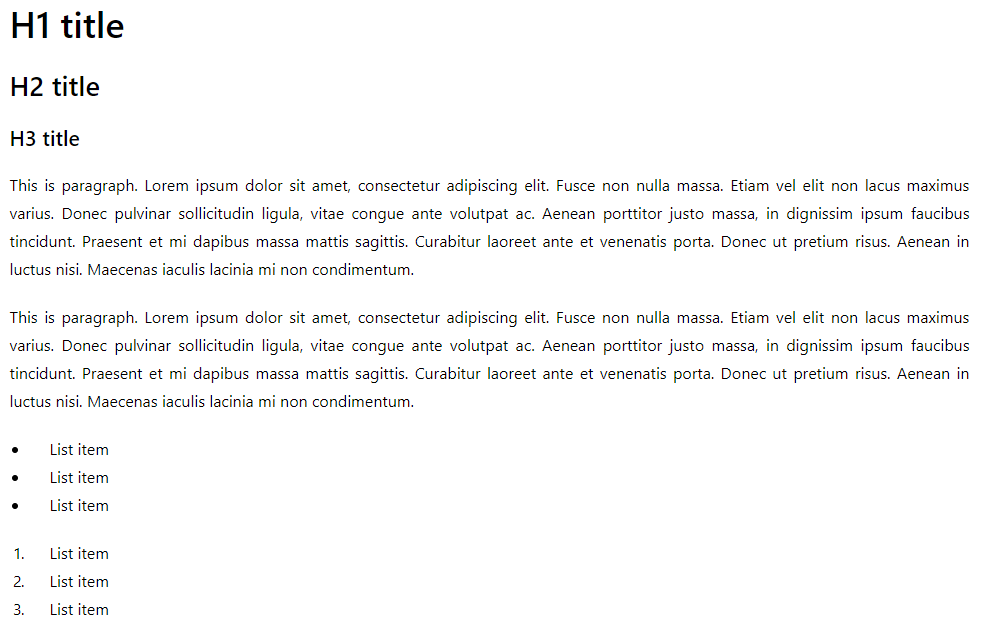 H1 title
H2 title
H3 title
This is paragraph. Lorem ipsum dolor sit amet, consectetur adipiscing elit. Fusce non nulla massa. Etiam vel elit non lacus maximus
varius. Donec pulvinar sollicitudin ligula, vitae congue ante volutpat ac. Aenean porttitor justo massa, in dignissim ipsum faucibus
tincidunt. Praesent et mi dapibus massa mattis sagittis. Curabitur laoreet ante et venenatis porta. Donec ut pretium risus. Aenean in
luctus nisi. Maecenas iaculis lacinia mi non condimentum.
This is paragraph. Lorem ipsum dolor sit amet, consectetur adipiscing elit. Fusce non nulla massa. Etiam vel elit non lacus maximus
varius. Donec pulvinar sollicitudin ligula, vitae congue ante volutpat ac. Aenean porttitor justo massa, in dignissim ipsum faucibus
tincidunt. Praesent et mi dapibus massa mattis sagittis. Curabitur laoreet ante et venenatis porta. Donec ut pretium risus. Aenean in
luctus nisi. Maecenas iaculis lacinia mi non condimentum.
• List item
• List item
• List item
1. List item
2. List item
3. List item